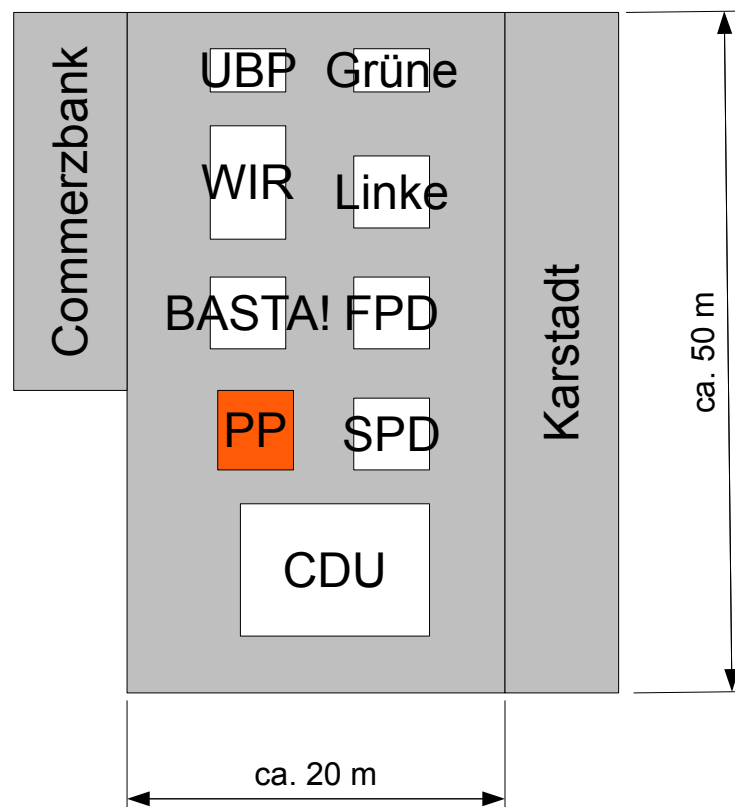 Commerzbank
UBP
Grüne
WIR
Linke
BASTA!
FPD
PP
SPD
CDU
Karstadt
ca. 50 m
ca. 20 m